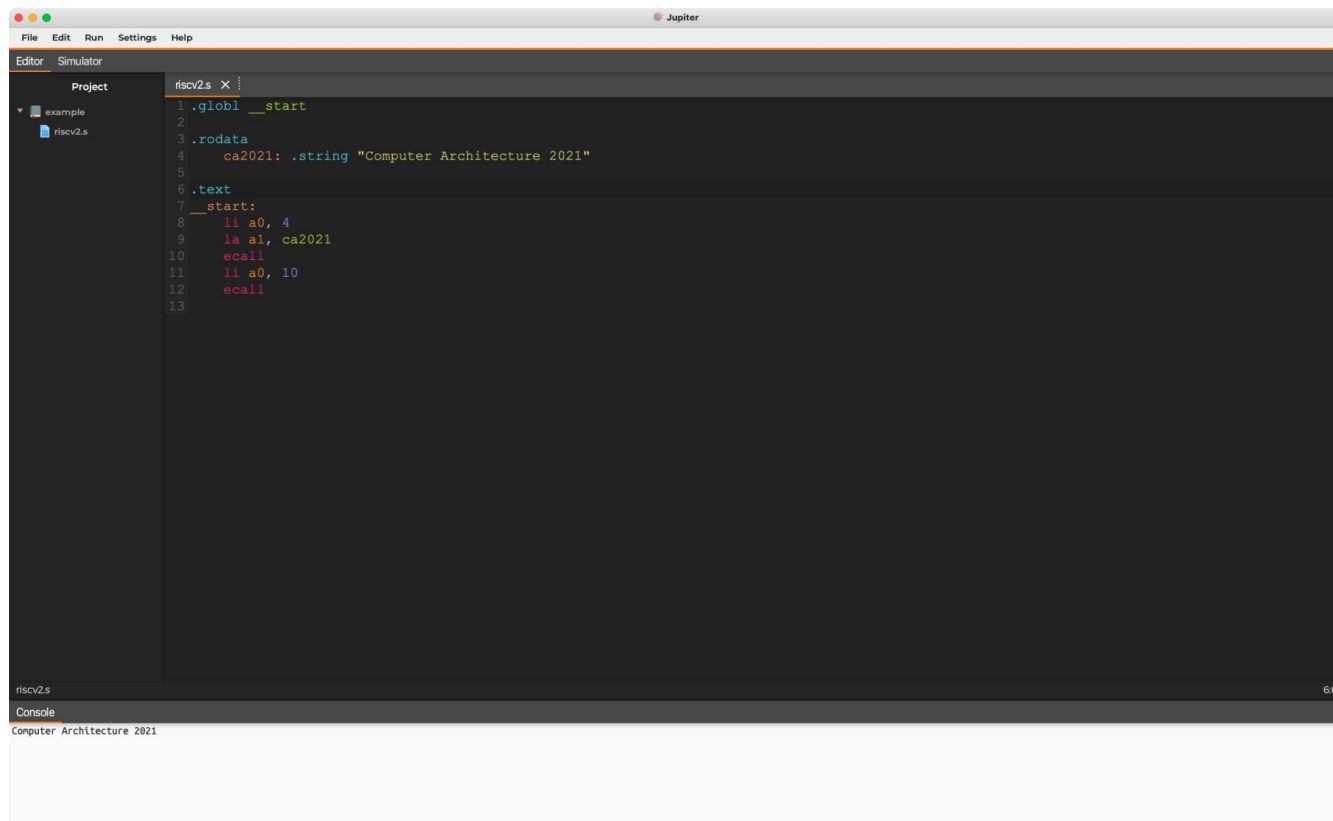 Jupiter
File Edit Run Settings Help
Editor Simulator
Project
example
riscv2.s
riscv2.s
1 .globl __start
2
3 .rodata
4     ca2021: .string "Computer Architecture 2021"
5
6 .text
7 __start:
8     li a0, 4
9     la a1, ca2021
10     ecall
11     li a0, 10
12     ecall
13
riscv2.s
Console
Computer Architecture 2021